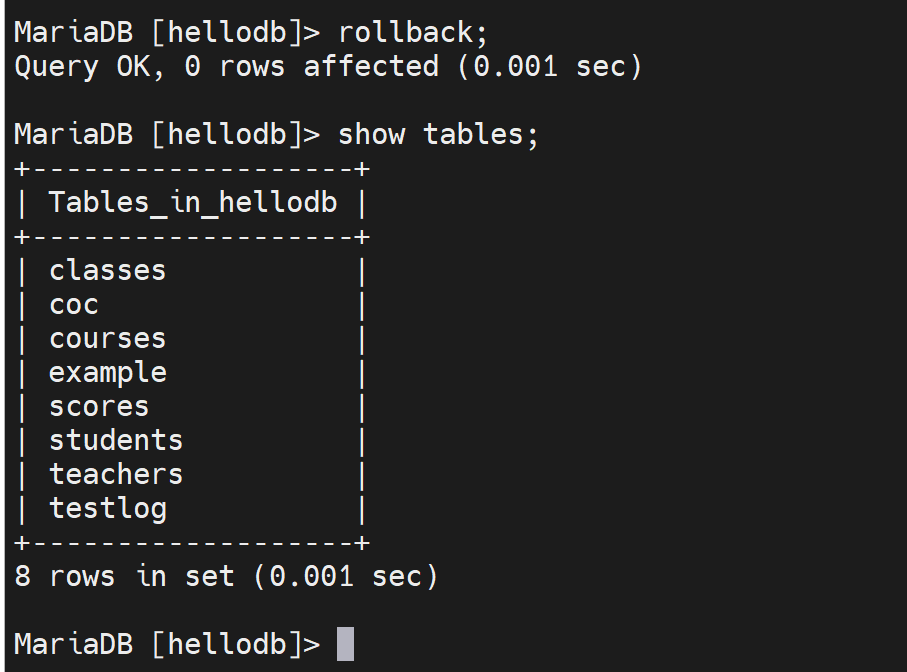 MariaDB [hellodb]> rollback;
Query OK, 0 rows affected (0.001 sec)
MariaDB [hellodb]> show tables;
+-------------------+
| Tables_in_hellodb |
+-------------------+
| classes           |
| coc               |
| courses           |
| example           |
| scores            |
| students          |
| teachers          |
| testlog           |
+-------------------+
8 rows in set (0.001 sec)
MariaDB [hellodb]>